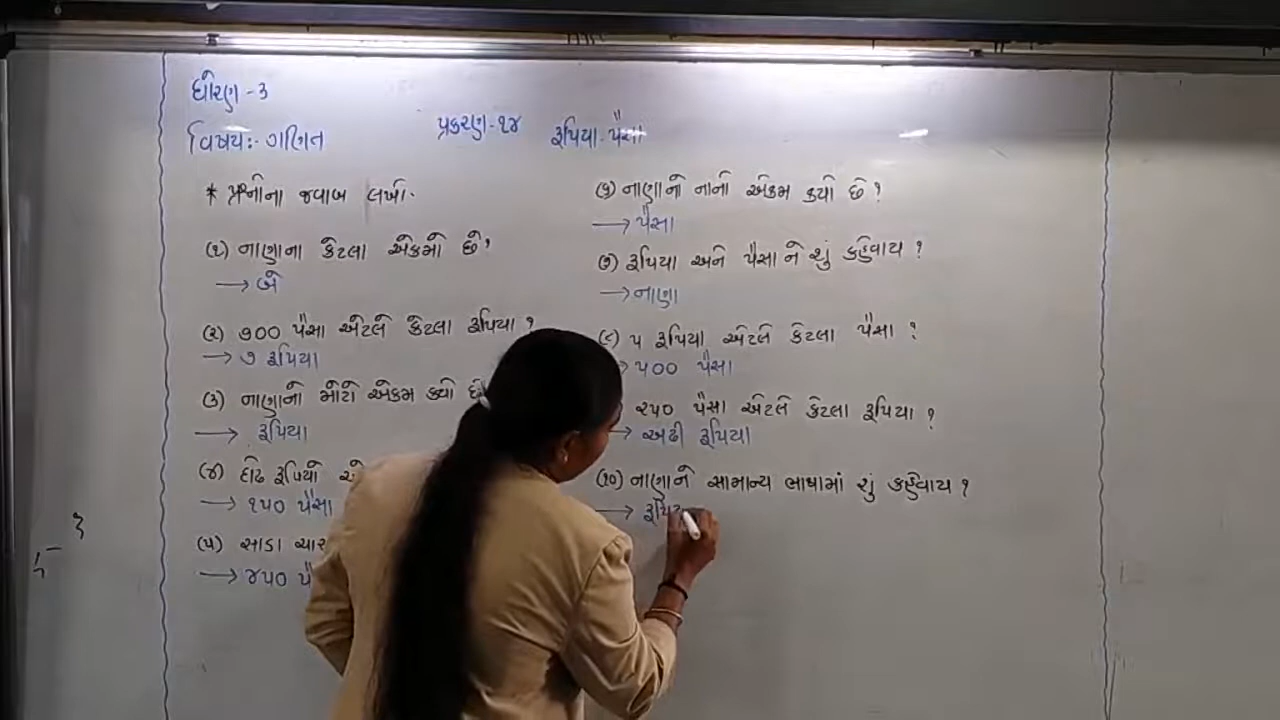 ધોરણ - ૩
વિષય:- ગણિત
પ્રકરણ-૧૪ રૂપિયા-પૈસા
* પ્રશ્નોના જવાબ લખો.
(૧) નાણાના કેટલા એકમો છે?
→ બે
(૨) ૭૦૦ પૈસા એટલે કેટલા રૂપિયા ?
→ ૭ રૂપિયા
(૩) નાણાનો મોટો એકમ ક્યો
→ રૂપિયા
(૪) દોઢ રૂપિયો
→ ૧૫૦ પૈસા
(૫) સાડા ચાર
→ ૪૫૦
(૬) નાણાનો નાનો એકમ ક્યો છે ?
→ પૈસા
(૭) રૂપિયા અને પૈસાને શું કહેવાય ?
→ નાણા
(૮) ૫ રૂપિયા એટલે કેટલા પૈસા ?
→ ૫૦૦ પૈસા
૨૫૦ પૈસા એટલે કેટલા રૂપિયા ?
→ અઢી રૂપિયા
(૧૦) નાણાને સામાન્ય ભાષામાં શું કહેવાય ?
→ રૂપિય